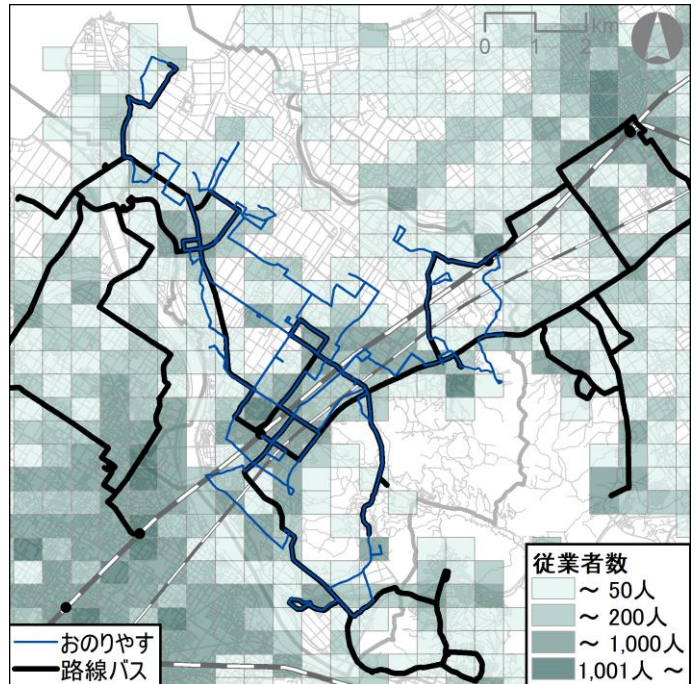 km
0 1 2
従業者数
～ 50人
～ 200人
～ 1,000人
1,001人 ～
おのりやす
路線バス